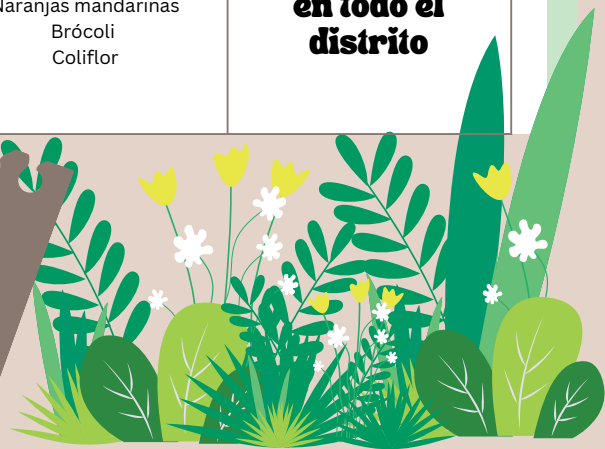 Naranjas mandarinas
Brócoli
Coliflor
en todo el
distrito